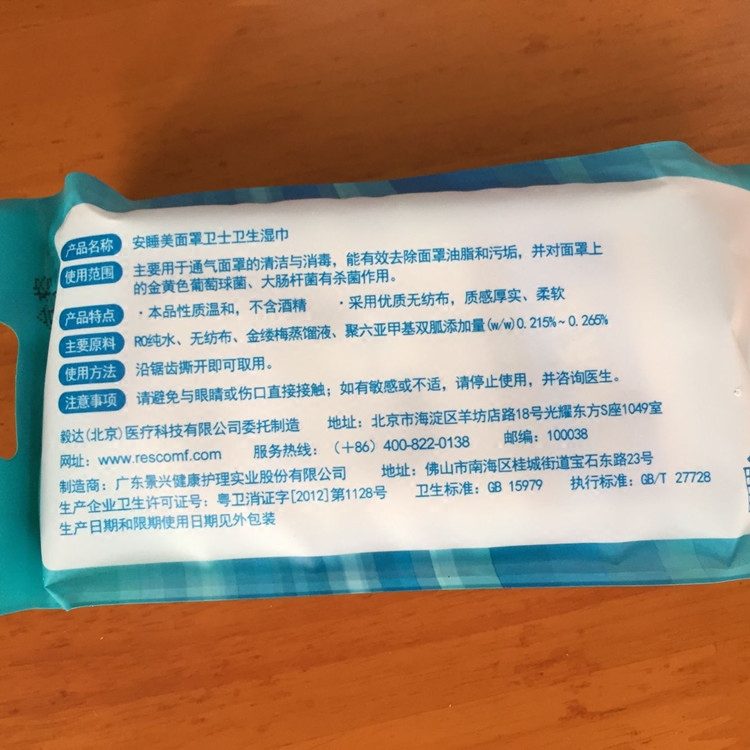 产品名称 安睡美面罩卫士卫生湿巾
使用范围 主要用于通气面罩的清洁与消毒，能有效去除面罩油脂和污垢，并对面罩上
的金黄色葡萄球菌、大肠杆菌有杀菌作用。
产品特点 ·本品性质温和，不含酒精 ·采用优质无纺布，质感厚实、柔软
主要原料 RO纯水、无纺布、金缕梅蒸馏液、聚六亚甲基双胍添加量(w/w)0.215%~0.265%
使用方法 沿锯齿撕开即可取用。
注意事项 请避免与眼睛或伤口直接接触；如有敏感或不适，请停止使用，并咨询医生。
毅达(北京)医疗科技有限公司委托制造 地址：北京市海淀区羊坊店路18号光耀东方S座1049室
网址：www.rescomf.com 服务热线：（+86）400-822-0138 邮编：100038
制造商：广东景兴健康护理实业股份有限公司 地址：佛山市南海区桂城街道宝石东路23号
生产企业卫生许可证号：粤卫消证字[2012]第1128号 卫生标准：GB 15979 执行标准：GB/T 27728
生产日期和限期使用日期见外包装